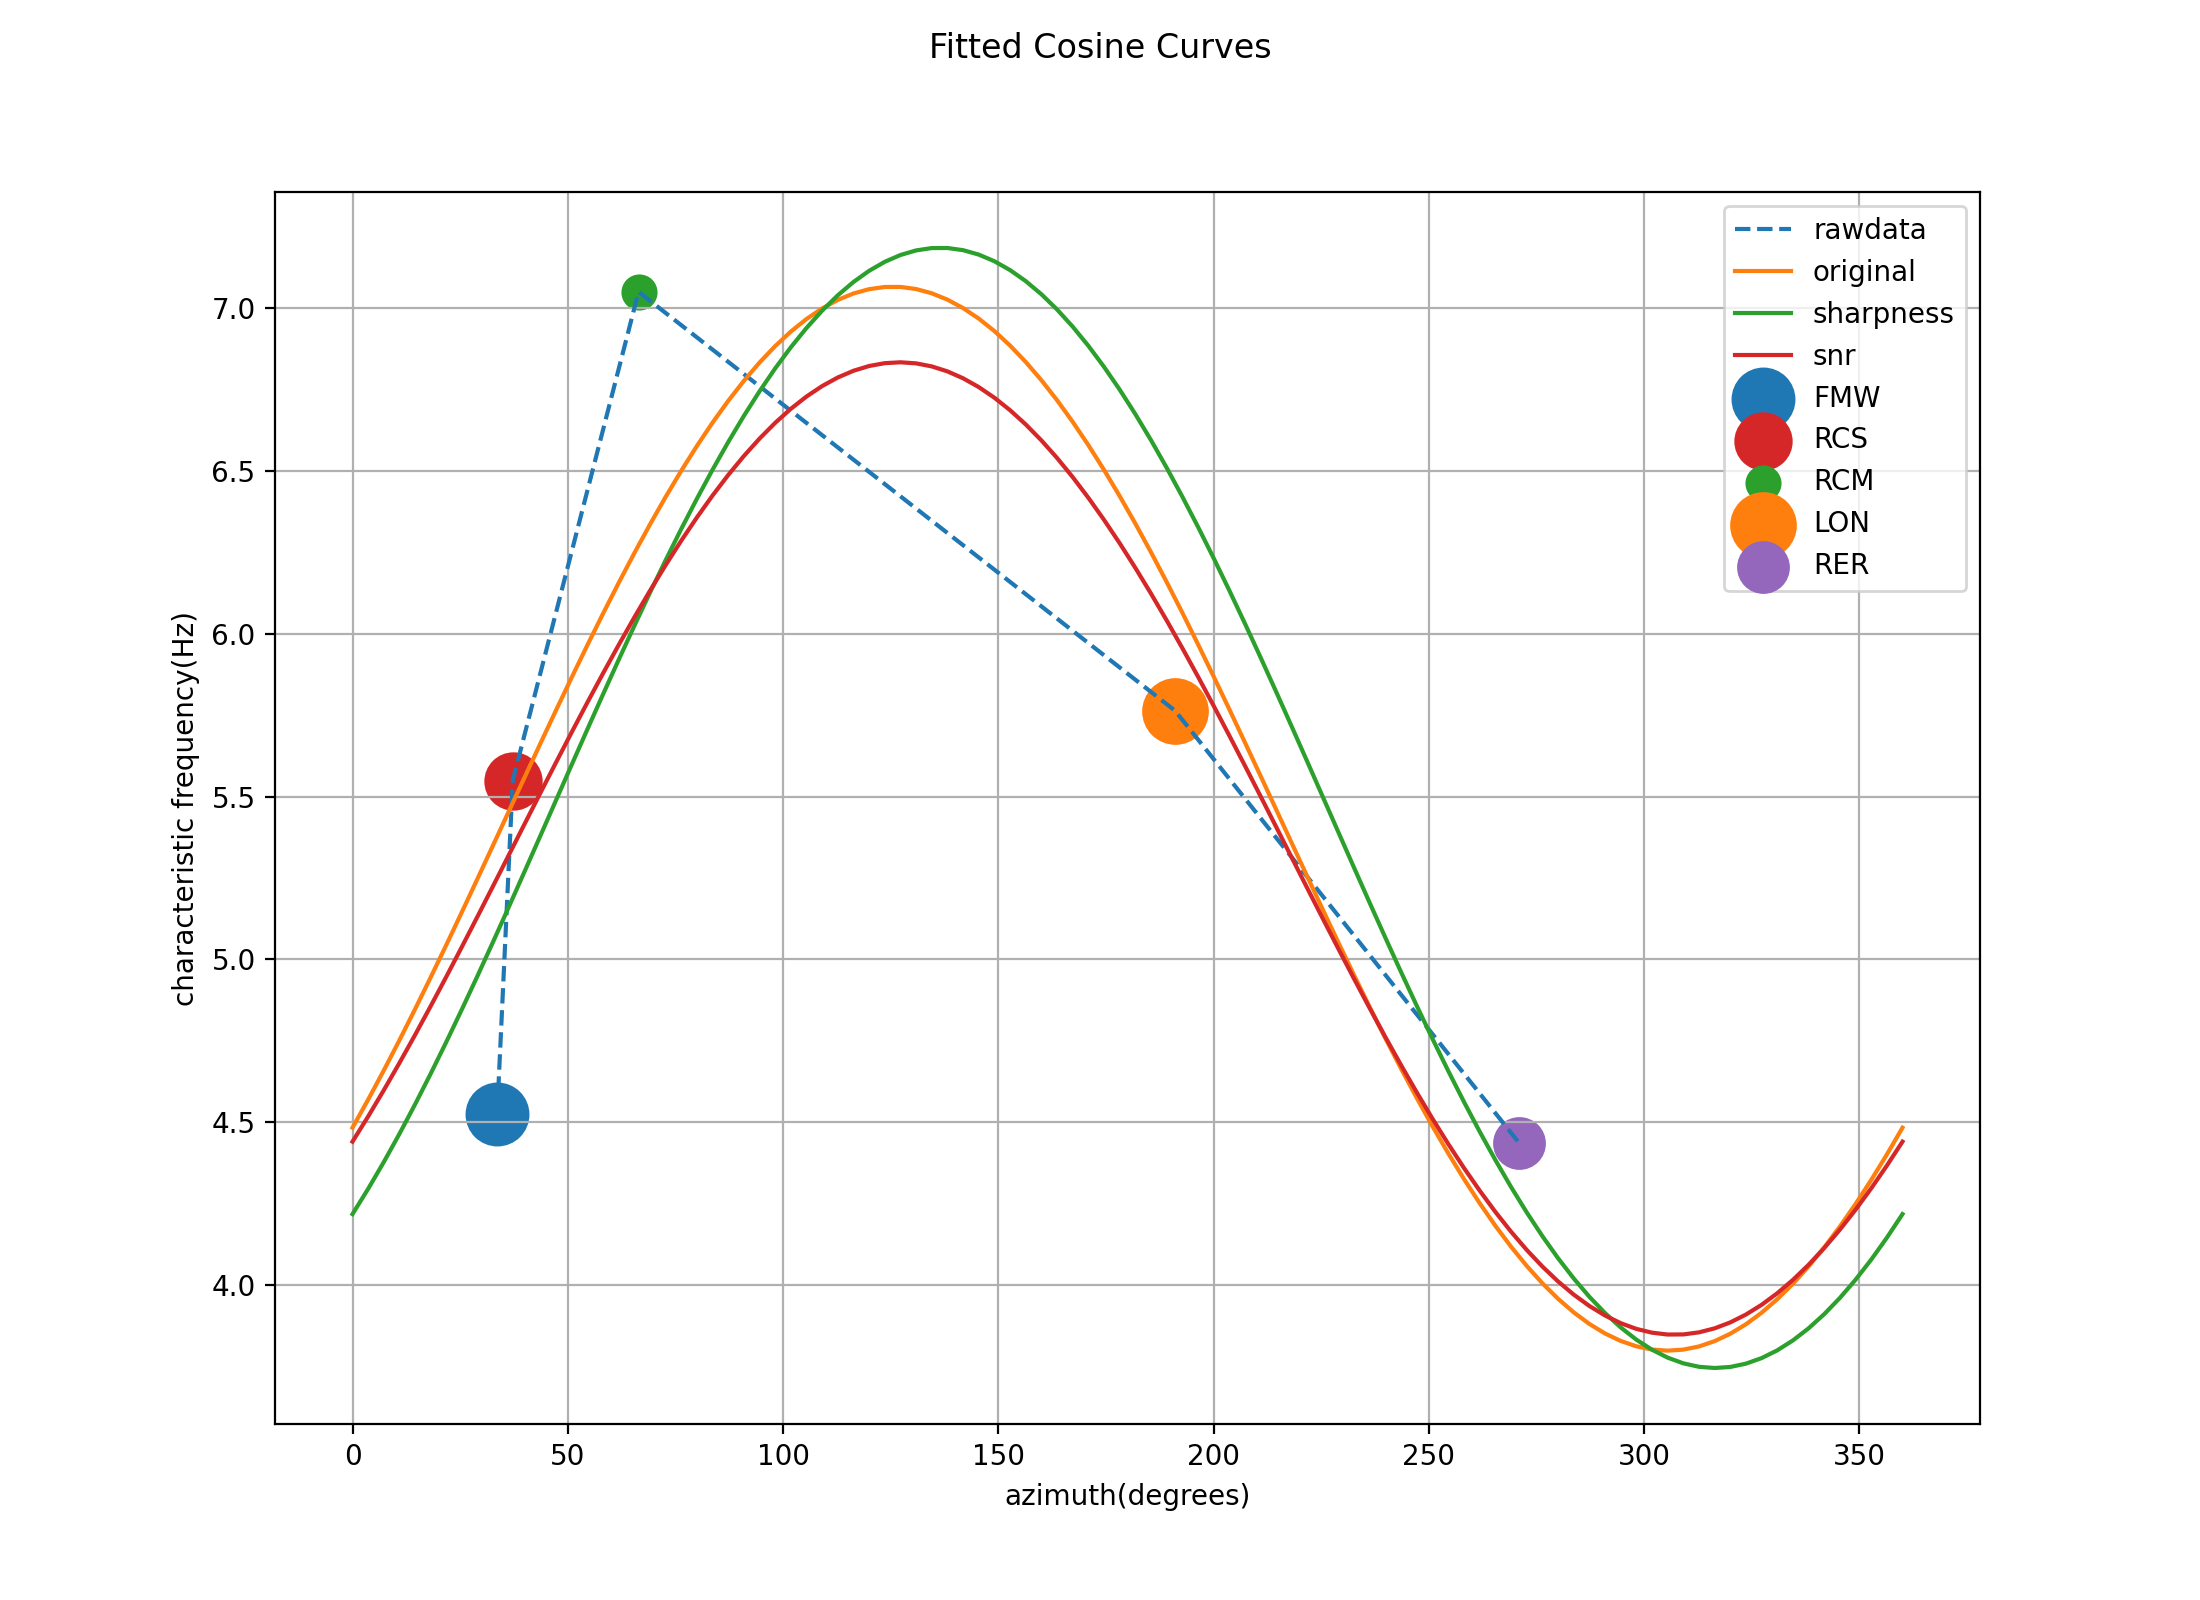 Fitted Cosine Curves
rawdata
original
sharpness
snr
FMW
RCS
RCM
LON
RER
characteristic frequency(Hz)
7.0
6.5
6.0
5.5
5.0
4.5
4.0
0 50 100 150 200 250 300 350
azimuth(degrees)